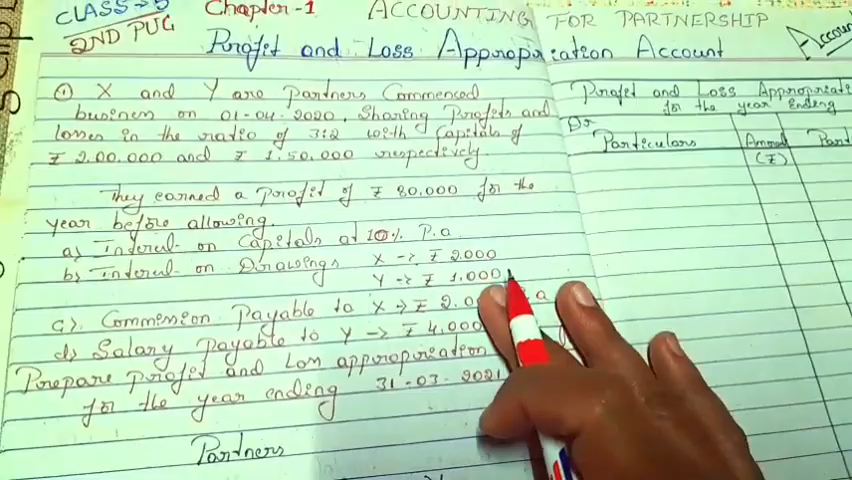 CLASS → 5
2ND PUC
Chapter-1
ACCOUNTING FOR PARTNERSHIP
Profit and Loss Appropriation Account
① X and Y are Partners Commenced
business on 01-04-2020, Sharing Profits and
losses in the ratio of 3:2 with Capitals of
₹ 2,00,000 and ₹ 1,50,000 respectively.
They earned a profit of ₹ 80,000 for the
year before allowing.
a) Interest on Capitals at 10% P.a
b) Interest on Drawings X → ₹ 2,000
Y → ₹ 1,000
c) Commission Payable to X → ₹ 2,0
d) Salary Payable to Y → ₹ 4,000
Prepare Profit and Loss appropriation
for the year ending 31-03-2021
Partners
Profit and Loss Appropriati
for the year ending
Dr
Particulars
Amount
(₹)
Part
Accoun